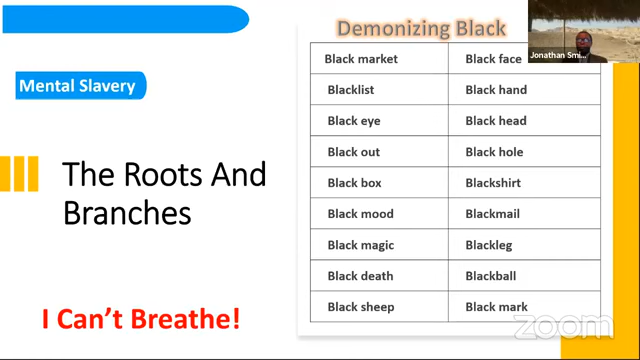 Demonizing Black
Mental Slavery
The Roots And
Branches
I Can't Breathe!
Black market Black face
Blacklist Black hand
Black eye Black head
Black out Black hole
Black box Blackshirt
Black mood Blackmail
Black magic Blackleg
Black death Blackball
Black sheep Black mark
Jonathan Smi...
zoom